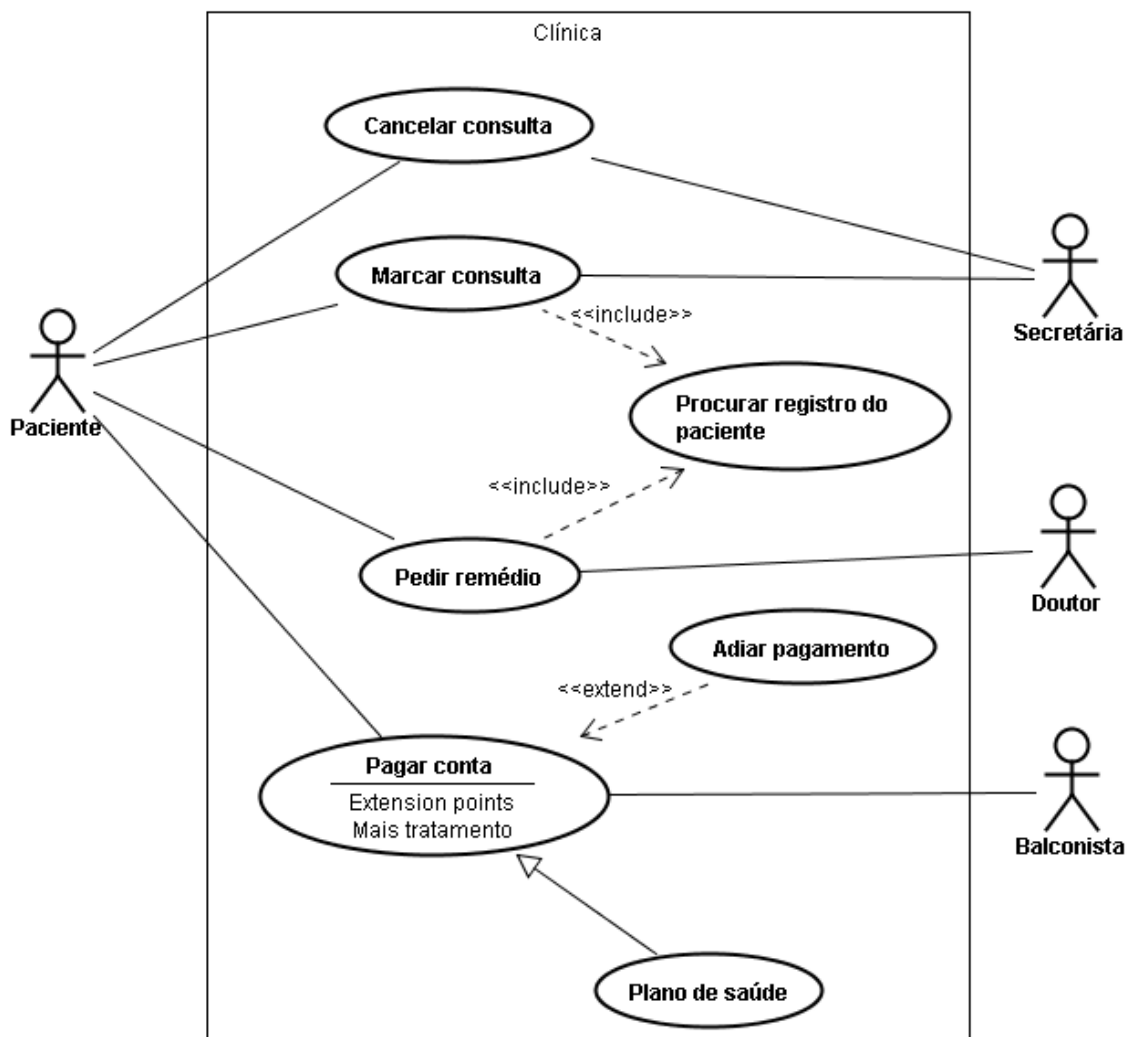 Clínica
Cancelar consulta
Marcar consulta
<<include>>
Secretária
Procurar registro do
paciente
Paciente
<<include>>
Pedir remédio
Doutor
Adiar pagamento
<<extend>>
Pagar conta
Extension points
Mais tratamento
Balconista
Plano de saúde